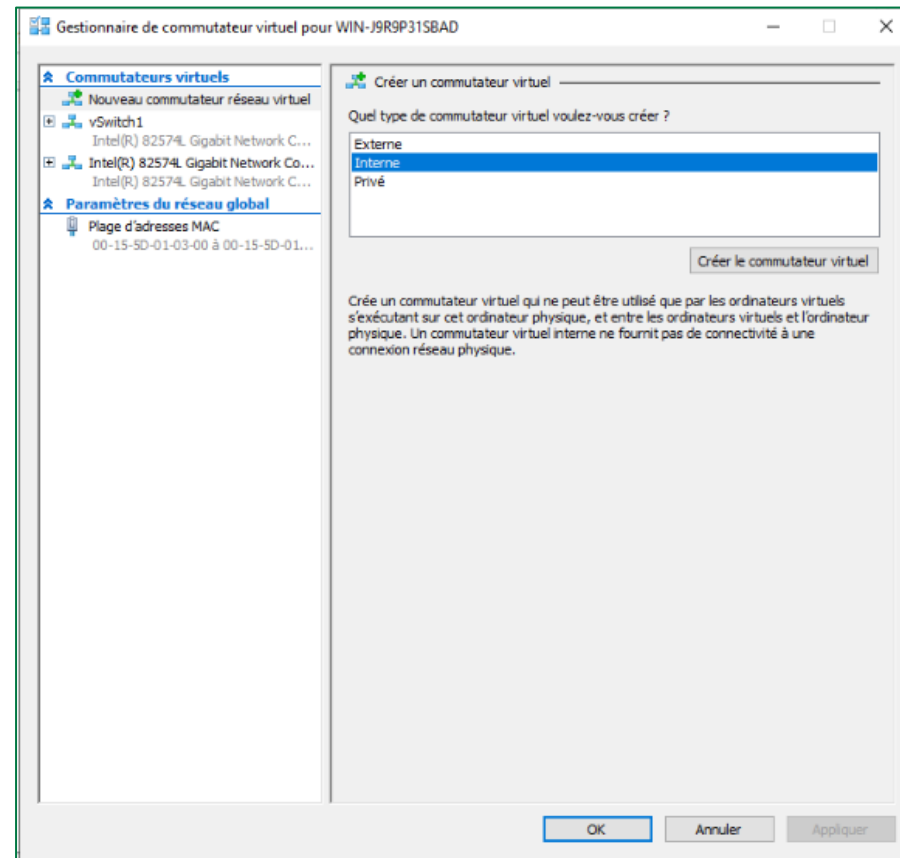 Gestionnaire de commutateur virtuel pour WIN-J9R9P31SBAD
Commutateurs virtuels
Nouveau commutateur réseau virtuel
vSwitch1
Intel(R) 82574L Gigabit Network C...
Intel(R) 82574L Gigabit Network Co...
Intel(R) 82574L Gigabit Network C...
Paramètres du réseau global
Plage d'adresses MAC
00-15-5D-01-03-00 à 00-15-5D-01...
Créer un commutateur virtuel
Quel type de commutateur virtuel voulez-vous créer ?
Externe
Interne
Privé
Créer le commutateur virtuel
Crée un commutateur virtuel qui ne peut être utilisé que par les ordinateurs virtuels
s'exécutant sur cet ordinateur physique, et entre les ordinateurs virtuels et l'ordinateur
physique. Un commutateur virtuel interne ne fournit pas de connectivité à une
connexion réseau physique.
OK
Annuler
Appliquer